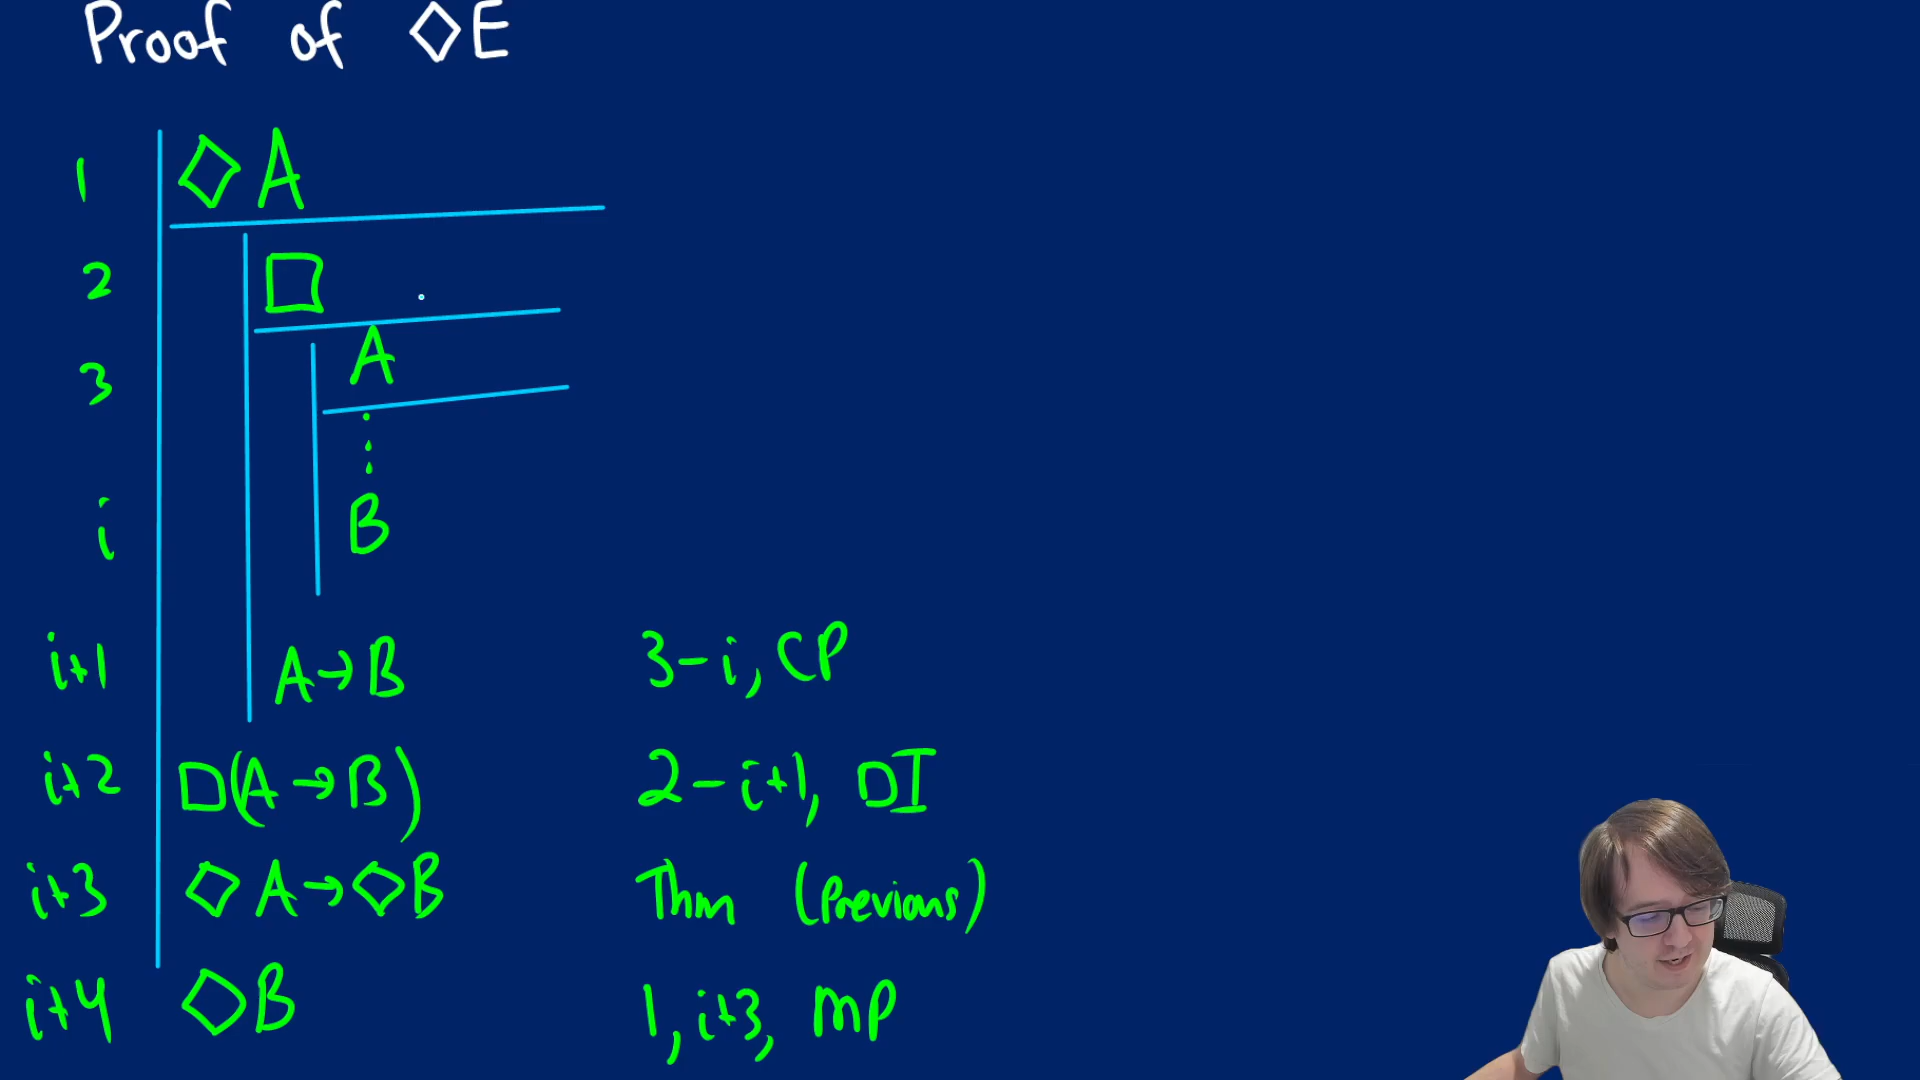 Proof of ◇E
1 ◇A
2 □
3 A
⋮
i B
i+1 A→B 3-i, CP
i+2 □(A→B) 2-i+1, □I
i+3 ◇A→◇B Thm (Previous)
i+4 ◇B 1, i+3, MP